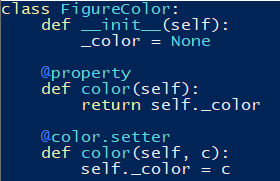 class FigureColor:
    def __init__(self):
        _color = None

    @property
    def color(self):
        return self._color

    @color.setter
    def color(self, c):
        self._color = c